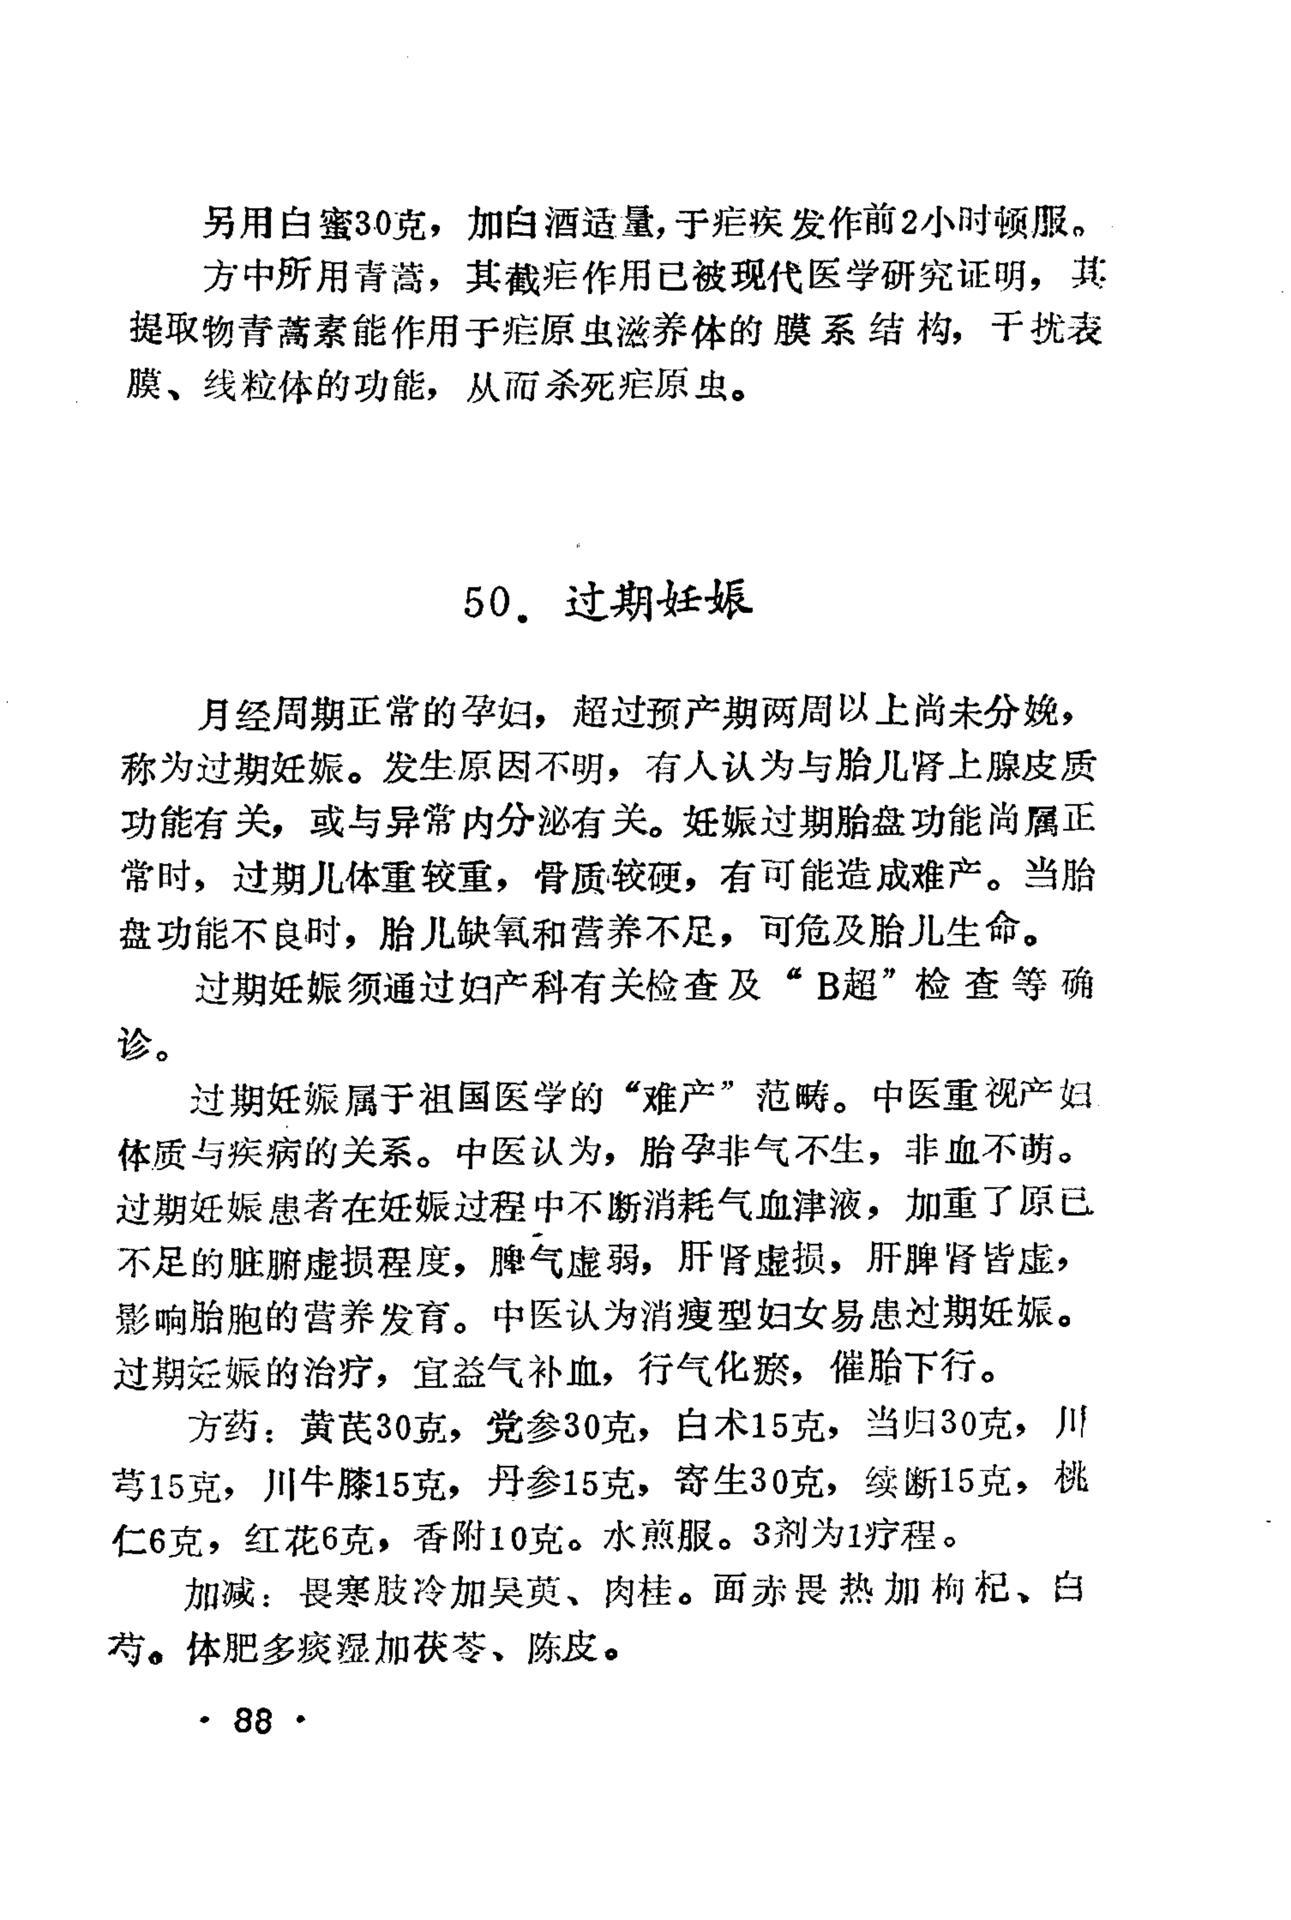 另用白蜜30克，加白酒适量，于疟疾发作前2小时顿服。
方中所用青蒿，其截疟作用已被现代医学研究证明，其
提取物青蒿素能作用于疟原虫滋养体的膜系结构，干扰表
膜、线粒体的功能，从而杀死疟原虫。
50．过期妊娠
月经周期正常的孕妇，超过预产期两周以上尚未分娩，
称为过期妊娠。发生原因不明，有人认为与胎儿肾上腺皮质
功能有关，或与异常内分泌有关。妊娠过期胎盘功能尚属正
常时，过期儿体重较重，骨质较硬，有可能造成难产。当胎
盘功能不良时，胎儿缺氧和营养不足，可危及胎儿生命。
过期妊娠须通过妇产科有关检查及“B超”检查等确
诊。
过期妊娠属于祖国医学的“难产”范畴。中医重视产妇
体质与疾病的关系。中医认为，胎孕非气不生，非血不萌。
过期妊娠患者在妊娠过程中不断消耗气血津液，加重了原已
不足的脏腑虚损程度，脾气虚弱，肝肾虚损，肝脾肾皆虚，
影响胎胞的营养发育。中医认为消瘦型妇女易患过期妊娠。
过期妊娠的治疗，宜益气补血，行气化瘀，催胎下行。
方药：黄芪30克，党参30克，白术15克，当归30克，川
芎15克，川牛膝15克，丹参15克，寄生30克，续断15克，桃
仁6克，红花6克，香附10克。水煎服。3剂为1疗程。
加减：畏寒肢冷加吴萸、肉桂。面赤畏热加枸杞、白
芍。体肥多痰湿加茯苓、陈皮。
· 88 ·